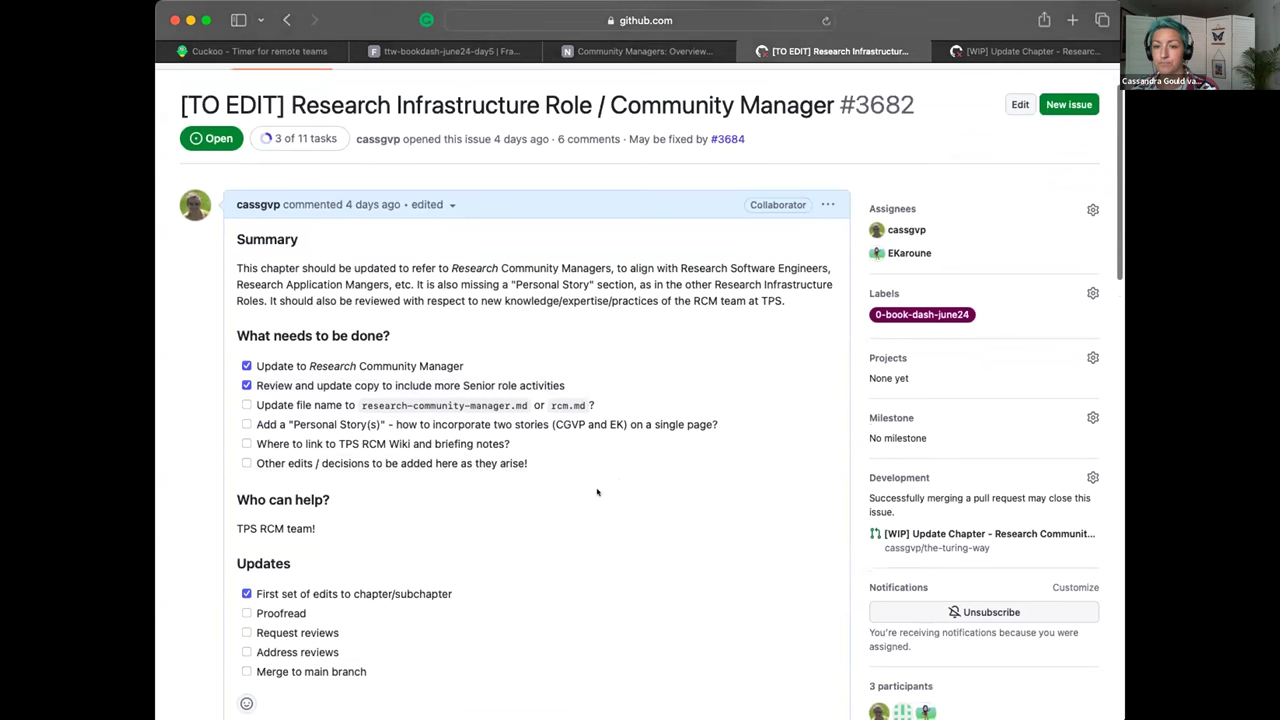 github.com
Cuckoo - Timer for remote teams
ttw-bookdash-june24-day5 | Fra...
Community Managers: Overview...
[TO EDIT] Research Infrastructur...
[WIP] Update Chapter - Researc...
Cassandra Gould va...
[TO EDIT] Research Infrastructure Role / Community Manager #3682
Edit
New issue
Open
3 of 11 tasks
cassgvp opened this issue 4 days ago · 6 comments · May be fixed by #3684
cassgvp commented 4 days ago • edited
Collaborator
Summary
This chapter should be updated to refer to Research Community Managers, to align with Research Software Engineers,
Research Application Mangers, etc. It is also missing a "Personal Story" section, as in the other Research Infrastructure
Roles. It should also be reviewed with respect to new knowledge/expertise/practices of the RCM team at TPS.
What needs to be done?
Update to Research Community Manager
Review and update copy to include more Senior role activities
Update file name to research-community-manager.md or rcm.md ?
Add a "Personal Story(s)" - how to incorporate two stories (CGVP and EK) on a single page?
Where to link to TPS RCM Wiki and briefing notes?
Other edits / decisions to be added here as they arise!
Who can help?
TPS RCM team!
Updates
First set of edits to chapter/subchapter
Proofread
Request reviews
Address reviews
Merge to main branch
Assignees
cassgvp
EKaroune
Labels
0-book-dash-june24
Projects
None yet
Milestone
No milestone
Development
Successfully merging a pull request may close this
issue.
[WIP] Update Chapter - Research Communit...
cassgvp/the-turing-way
Notifications
Customize
Unsubscribe
You're receiving notifications because you were
assigned.
3 participants